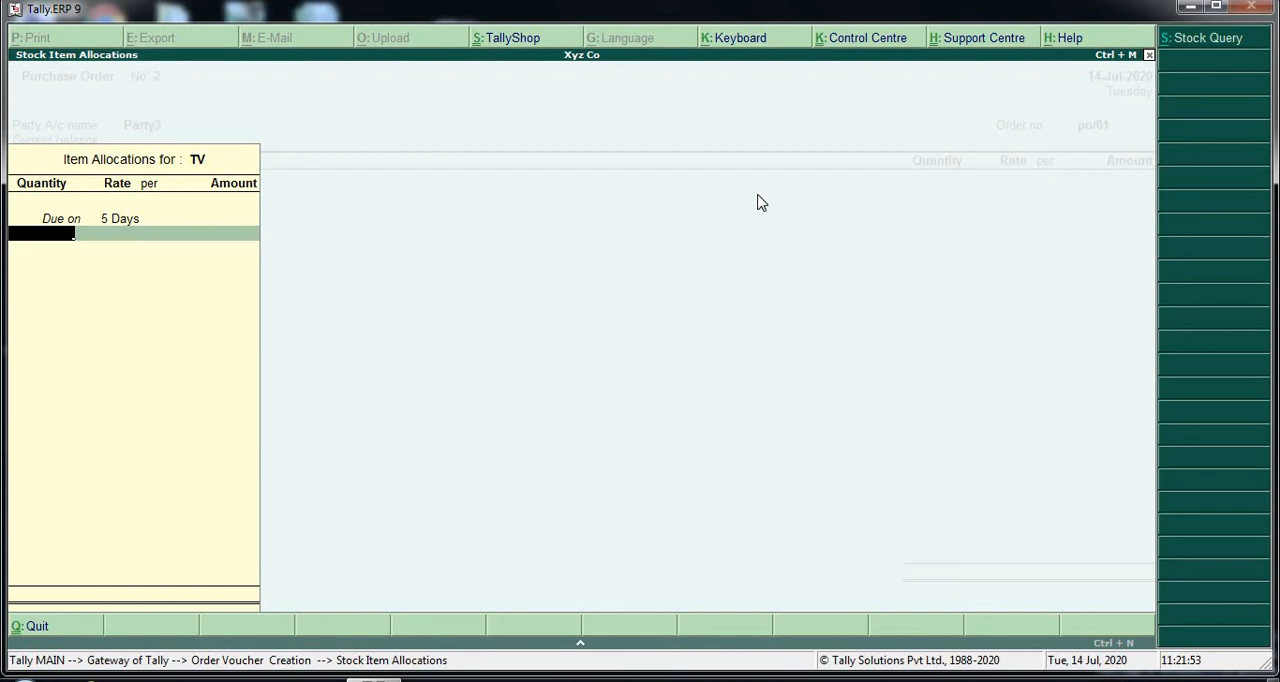 Tally.ERP 9
P: Print E: Export M: E-Mail O: Upload S: TallyShop G: Language K: Keyboard K: Control Centre H: Support Centre H: Help S: Stock Query
Stock Item Allocations Xyz Co Ctrl + M
Purchase Order No. 2 14-Jul-2020
Tuesday
Party A/c name Party3 Order no po/01
Current balance
Item Allocations for : TV Quantity Rate per Amount
Quantity Rate per Amount
Due on 5 Days
Q: Quit
Ctrl + N
Tally MAIN --> Gateway of Tally --> Order Voucher Creation --> Stock Item Allocations © Tally Solutions Pvt Ltd., 1988-2020 Tue, 14 Jul, 2020 11:21:53